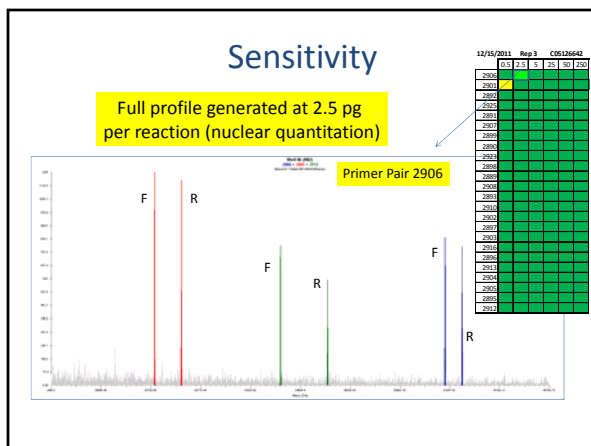 Sensitivity
12/15/2011 Rep 3 C05126642
0.5 2.5 5 25 50 250
2906
2901
2892
2925
2891
2907
2899
2890
2923
2898
2889
2908
2893
2910
2902
2897
2903
2916
2896
2913
2904
2905
2895
2912
Full profile generated at 2.5 pg
per reaction (nuclear quantitation)
Primer Pair 2906
F R
F R
F R